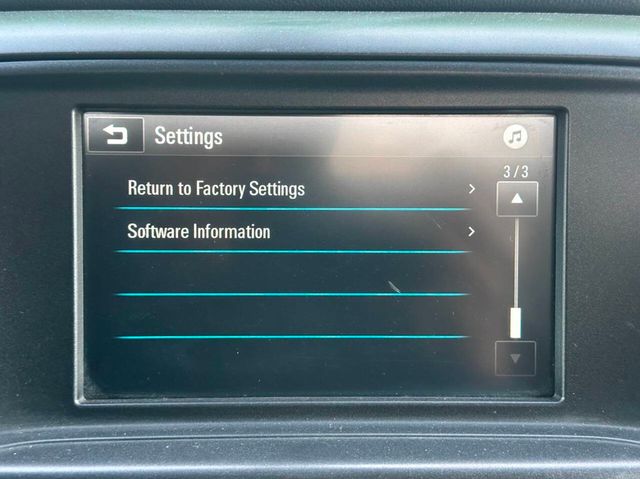 Settings
3/3
Return to Factory Settings
Software Information